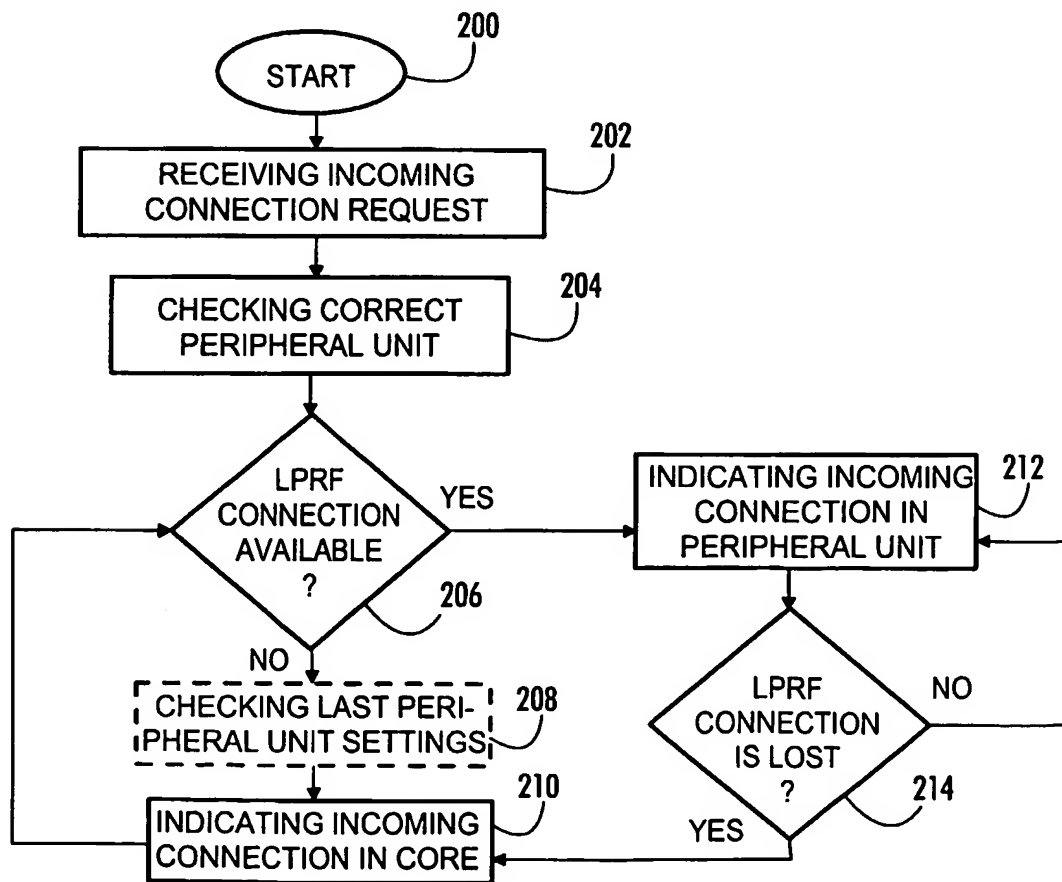 200
START
202
RECEIVING INCOMING
CONNECTION REQUEST
204
CHECKING CORRECT
PERIPHERAL UNIT
LPRF
CONNECTION
AVAILABLE
?
YES
206
NO
212
INDICATING INCOMING
CONNECTION IN
PERIPHERAL UNIT
CHECKING LAST PERI-
PHERAL UNIT SETTINGS
208
LPRF
CONNECTION
IS LOST
?
NO
214
YES
210
INDICATING INCOMING
CONNECTION IN CORE